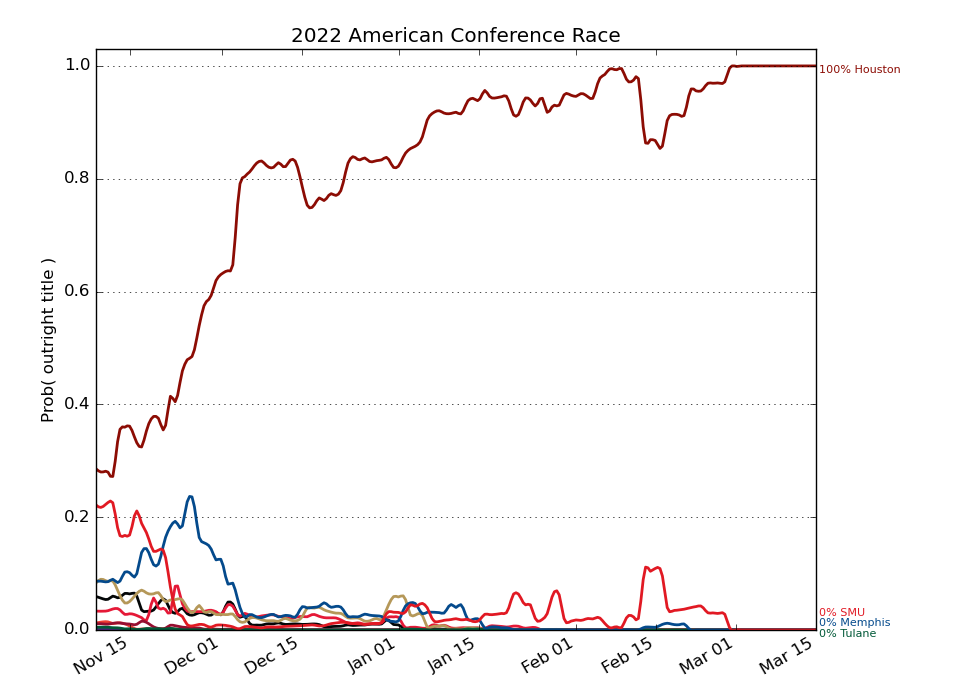 2022 American Conference Race
Prob( outright title )
1.0
0.8
0.6
0.4
0.2
0.0
Nov 15
Dec 01
Dec 15
Jan 01
Jan 15
Feb 01
Feb 15
Mar 01
Mar 15
100% Houston
0% SMU
0% Memphis
0% Tulane